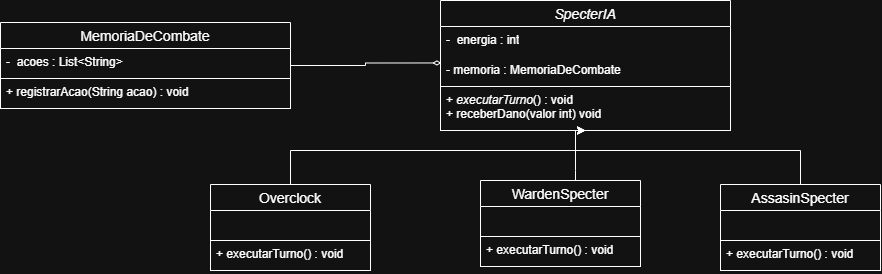 MemoriaDeCombate
- acoes : List<String>
+ registrarAcao(String acao) : void
SpecterIA
- energia : int
- memoria : MemoriaDeCombate
+ executarTurno() : void
+ receberDano(valor int) void
Overclock
+ executarTurno() : void
WardenSpecter
+ executarTurno() : void
AssasinSpecter
+ executarTurno() : void